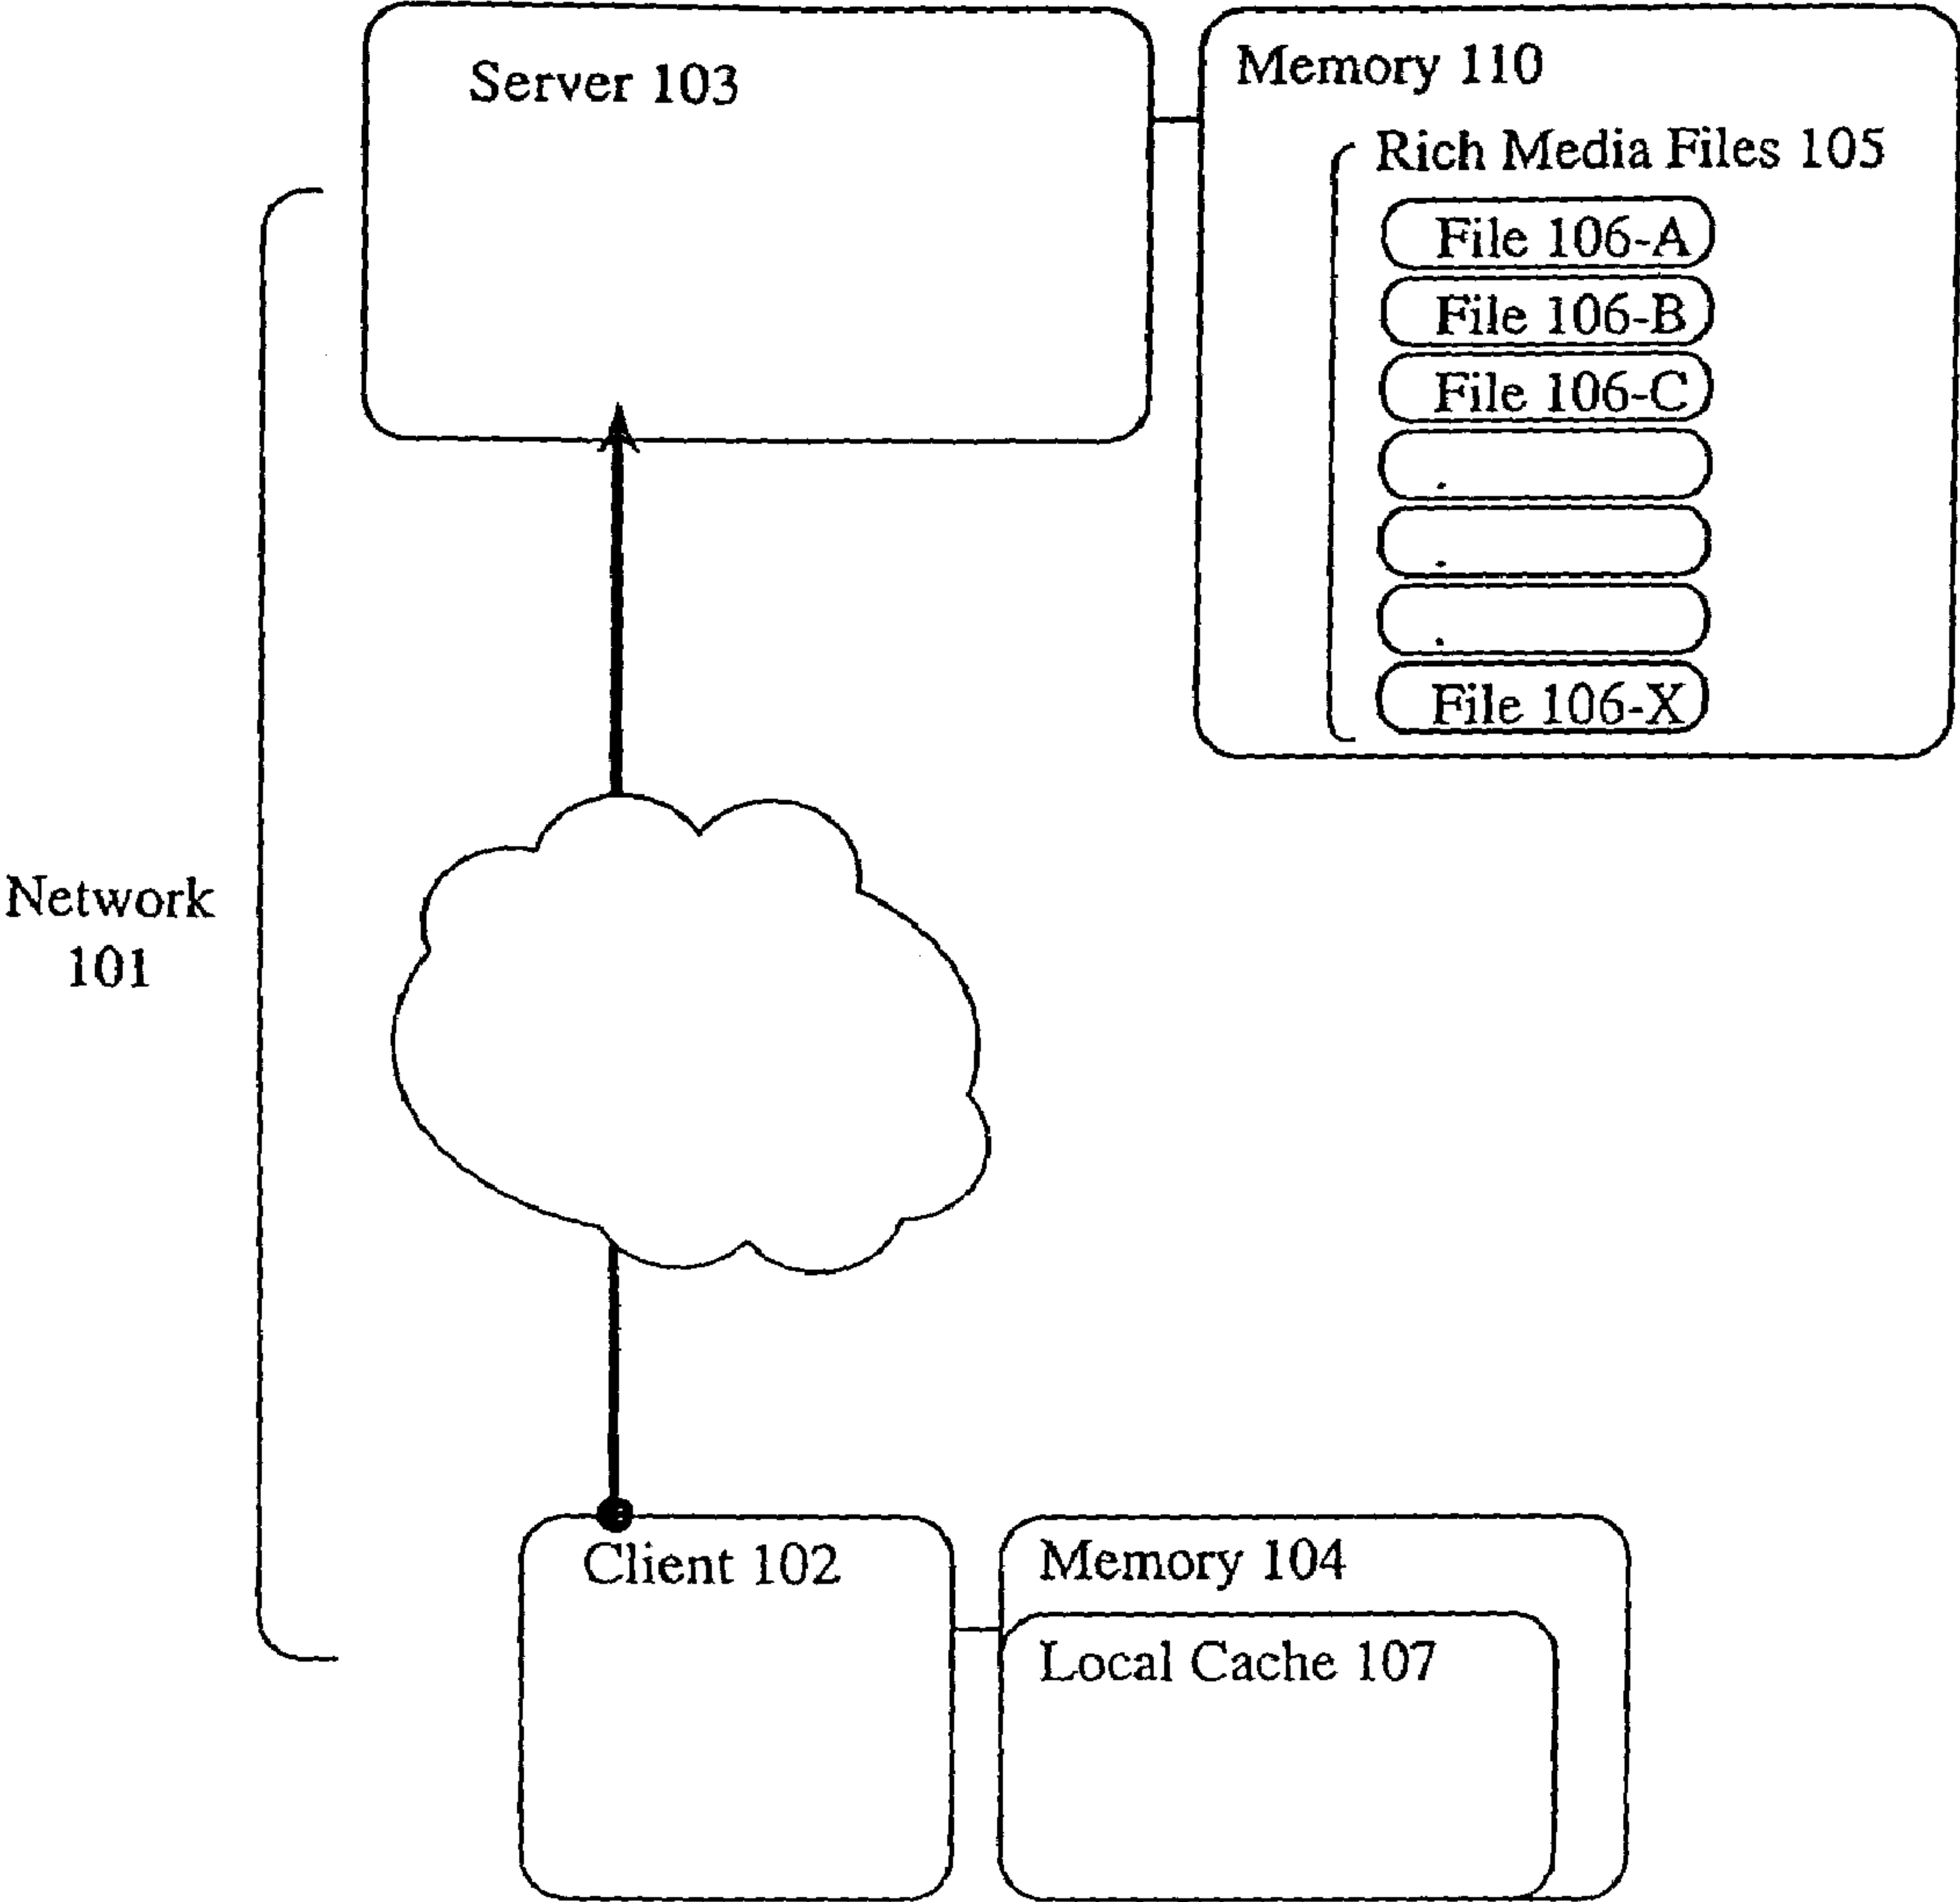 Server 103
Memory 110
Rich Media Files 105
File 106-A
File 106-B
File 106-C
.
.
.
File 106-X
Network
101
Client 102
Memory 104
Local Cache 107